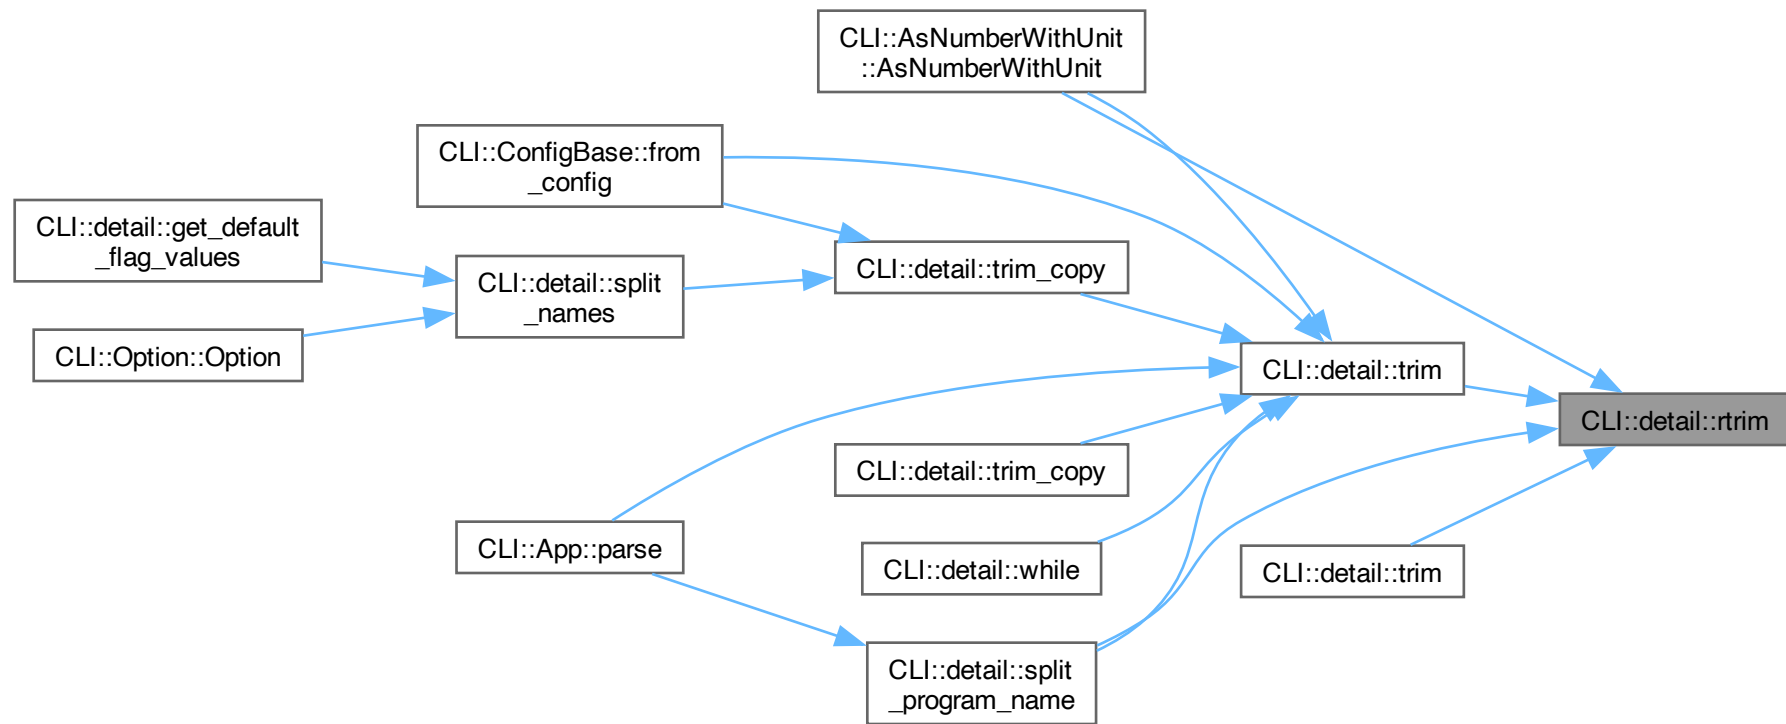 CLI::AsNumberWithUnit
::AsNumberWithUnit
CLI::ConfigBase::from
_config
CLI::detail::get_default
_flag_values
CLI::detail::trim_copy
CLI::detail::split
_names
CLI::Option::Option
CLI::detail::trim
CLI::detail::rtrim
CLI::detail::trim_copy
CLI::App::parse
CLI::detail::while
CLI::detail::trim
CLI::detail::split
_program_name